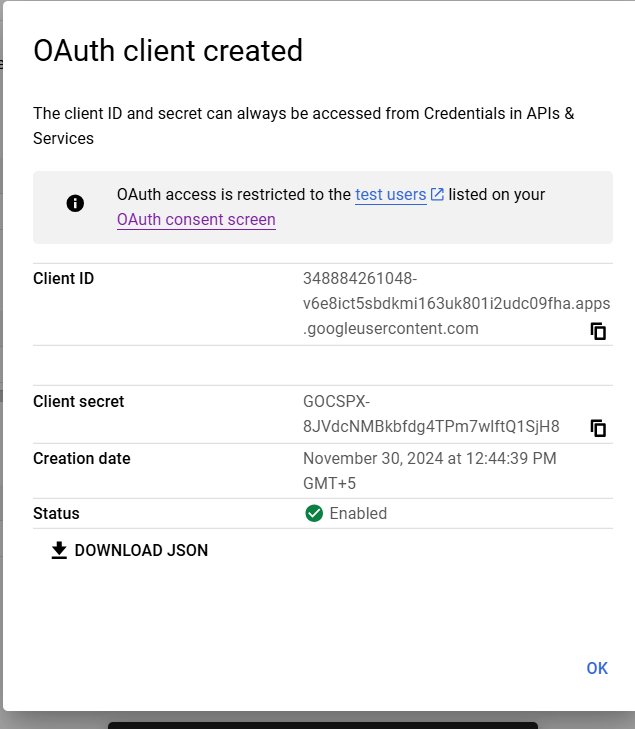 OAuth client created
The client ID and secret can always be accessed from Credentials in APIs &
Services
OAuth access is restricted to the test users listed on your
OAuth consent screen
Client ID
348884261048-
v6e8ict5sbdkmi163uk801i2udc09fha.apps
.googleusercontent.com
Client secret
GOCSPX-
8JVdcNMBkbfdg4TPm7wIftQ1SjH8
Creation date
November 30, 2024 at 12:44:39 PM
GMT+5
Status
Enabled
DOWNLOAD JSON
OK